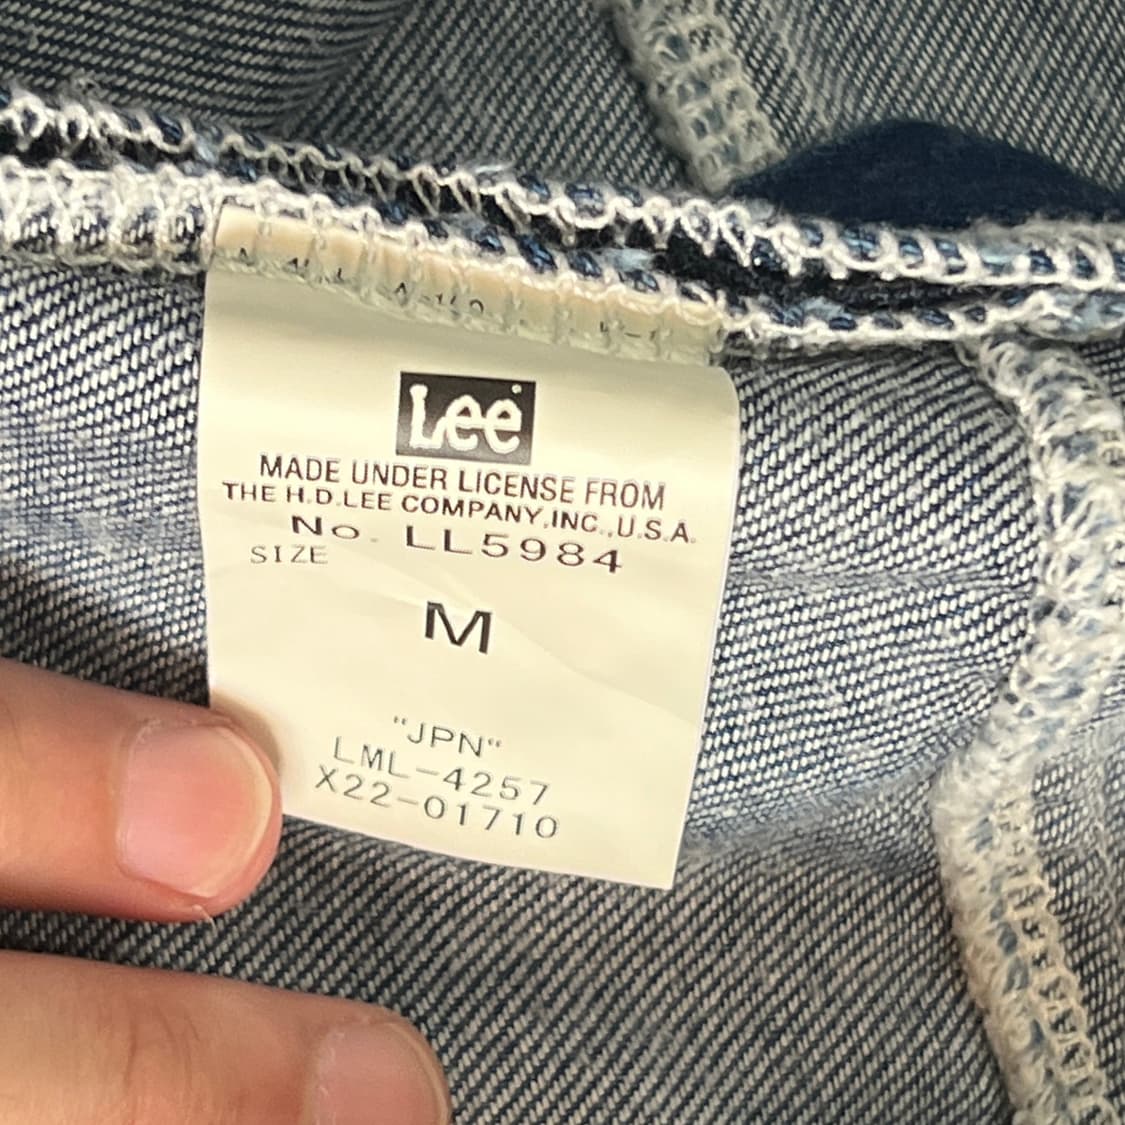 Lee
MADE UNDER LICENSE FROM
THE H.D.LEE COMPANY,INC.,U.S.A.
No. LL5984
SIZE
M
"JPN"
LML-4257
X22-01710